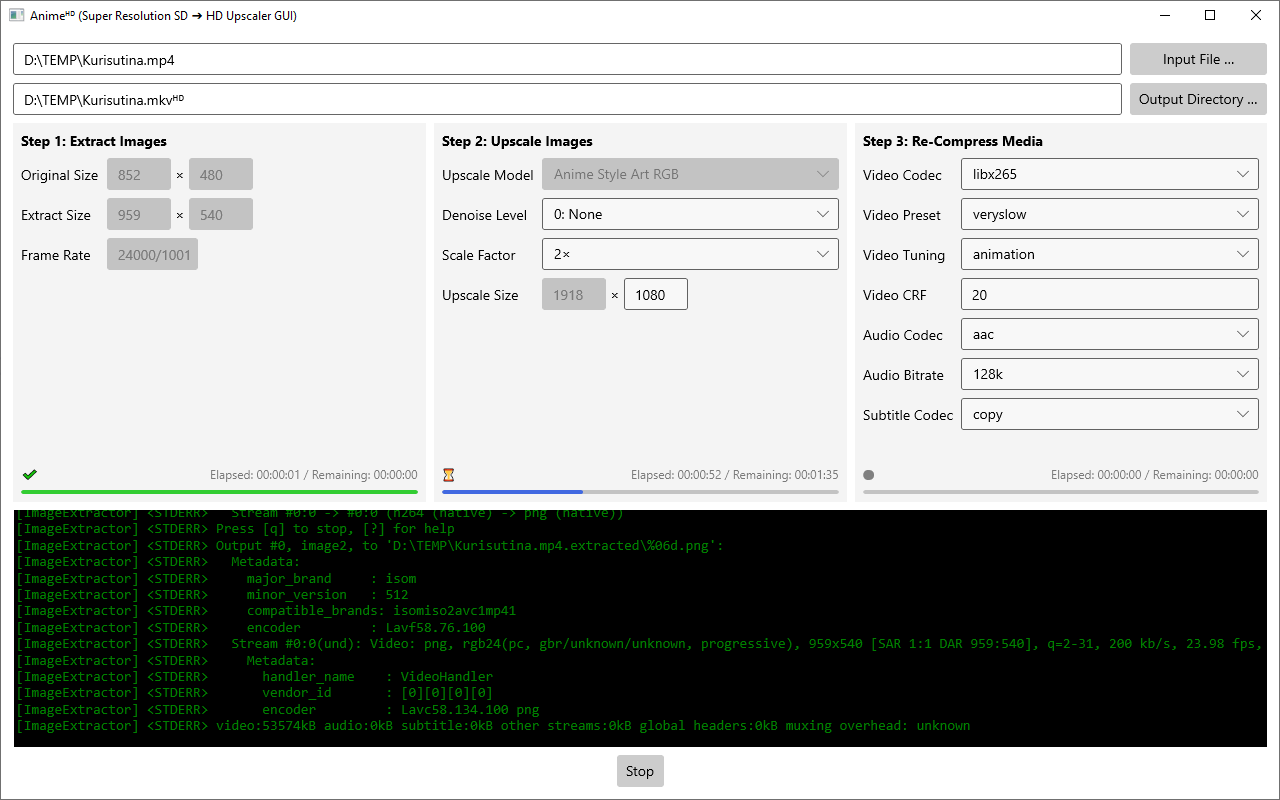 Animeᴴᴰ (Super Resolution SD ➔ HD Upscaler GUI)
D:\TEMP\Kurisutina.mp4
Input File ...
D:\TEMP\Kurisutina.mkvᴴᴰ
Output Directory ...
Step 1: Extract Images
Original Size 852 × 480
Extract Size 959 × 540
Frame Rate 24000/1001
Elapsed: 00:00:01 / Remaining: 00:00:00
Step 2: Upscale Images
Upscale Model Anime Style Art RGB
Denoise Level 0: None
Scale Factor 2×
Upscale Size 1918 × 1080
Elapsed: 00:00:52 / Remaining: 00:01:35
Step 3: Re-Compress Media
Video Codec libx265
Video Preset veryslow
Video Tuning animation
Video CRF 20
Audio Codec aac
Audio Bitrate 128k
Subtitle Codec copy
Elapsed: 00:00:00 / Remaining: 00:00:00
[ImageExtractor] <STDERR>   Stream #0:0 -> #0:0 (h264 (native) -> png (native))
[ImageExtractor] <STDERR> Press [q] to stop, [?] for help
[ImageExtractor] <STDERR> Output #0, image2, to 'D:\TEMP\Kurisutina.mp4.extracted\%06d.png':
[ImageExtractor] <STDERR>   Metadata:
[ImageExtractor] <STDERR>     major_brand     : isom
[ImageExtractor] <STDERR>     minor_version   : 512
[ImageExtractor] <STDERR>     compatible_brands: isomiso2avc1mp41
[ImageExtractor] <STDERR>     encoder         : Lavf58.76.100
[ImageExtractor] <STDERR>   Stream #0:0(und): Video: png, rgb24(pc, gbr/unknown/unknown, progressive), 959x540 [SAR 1:1 DAR 959:540], q=2-31, 200 kb/s, 23.98 fps,
[ImageExtractor] <STDERR>     Metadata:
[ImageExtractor] <STDERR>       handler_name    : VideoHandler
[ImageExtractor] <STDERR>       vendor_id       : [0][0][0][0]
[ImageExtractor] <STDERR>       encoder         : Lavc58.134.100 png
[ImageExtractor] <STDERR> video:53574kB audio:0kB subtitle:0kB other streams:0kB global headers:0kB muxing overhead: unknown
Stop